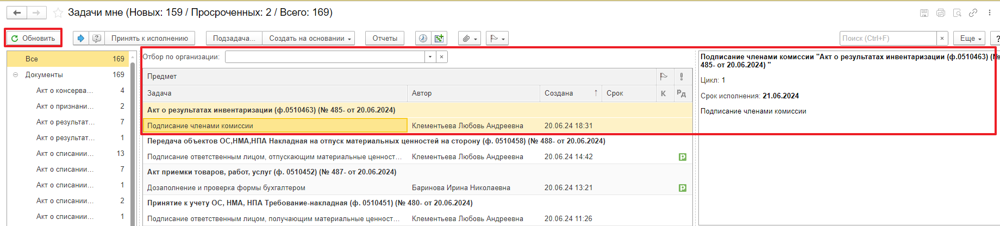 Задачи мне (Новых: 159 / Просроченных: 2 / Всего: 169)
Обновить
Принять к исполнению
Подзадача...
Создать на основании
Отчеты
Поиск (Ctrl+F)
×
Еще
?
Все 169
Документы 169
Акт о консерва... 4
Акт о признани... 2
Акт о результат... 7
Акт о результат... 1
Акт о списании... 13
Акт о списании... 7
Акт о списании... 1
Акт о списании... 2
Акт о списании... 1
Отбор по организации:
Предмет
Задача Автор Создана ↑ Срок К РД
Акт о результатах инвентаризации (ф.0510463) (№ 485- от 20.06.2024)
Подписание членами комиссии Клементьева Любовь Андреевна 20.06.24 18:31
Передача объектов ОС,НМА,НПА Накладная на отпуск материальных ценностей на сторону (ф. 0510458) (№ 488- от 20.06.2024)
Подписание ответственным лицом, отпускающим материальные ценност... Клементьева Любовь Андреевна 20.06.24 14:42 P
Акт приемки товаров, работ, услуг (ф. 0510452) (№ 487- от 20.06.2024)
Дозаполнение и проверка формы бухгалтером Баринова Ирина Николаевна 20.06.24 13:21 P
Принятие к учету ОС, НМА, НПА Требование-накладная (ф. 0510451) (№ 480- от 20.06.2024)
Подписание ответственным лицом, получающим материальные ценност... Клементьева Любовь Андреевна 20.06.24 11:26
Подписание членами комиссии "Акт о результатах инвентаризации (ф.0510463) (№
485- от 20.06.2024) "
Цикл: 1
Срок исполнения: 21.06.2024
Подписание членами комиссии